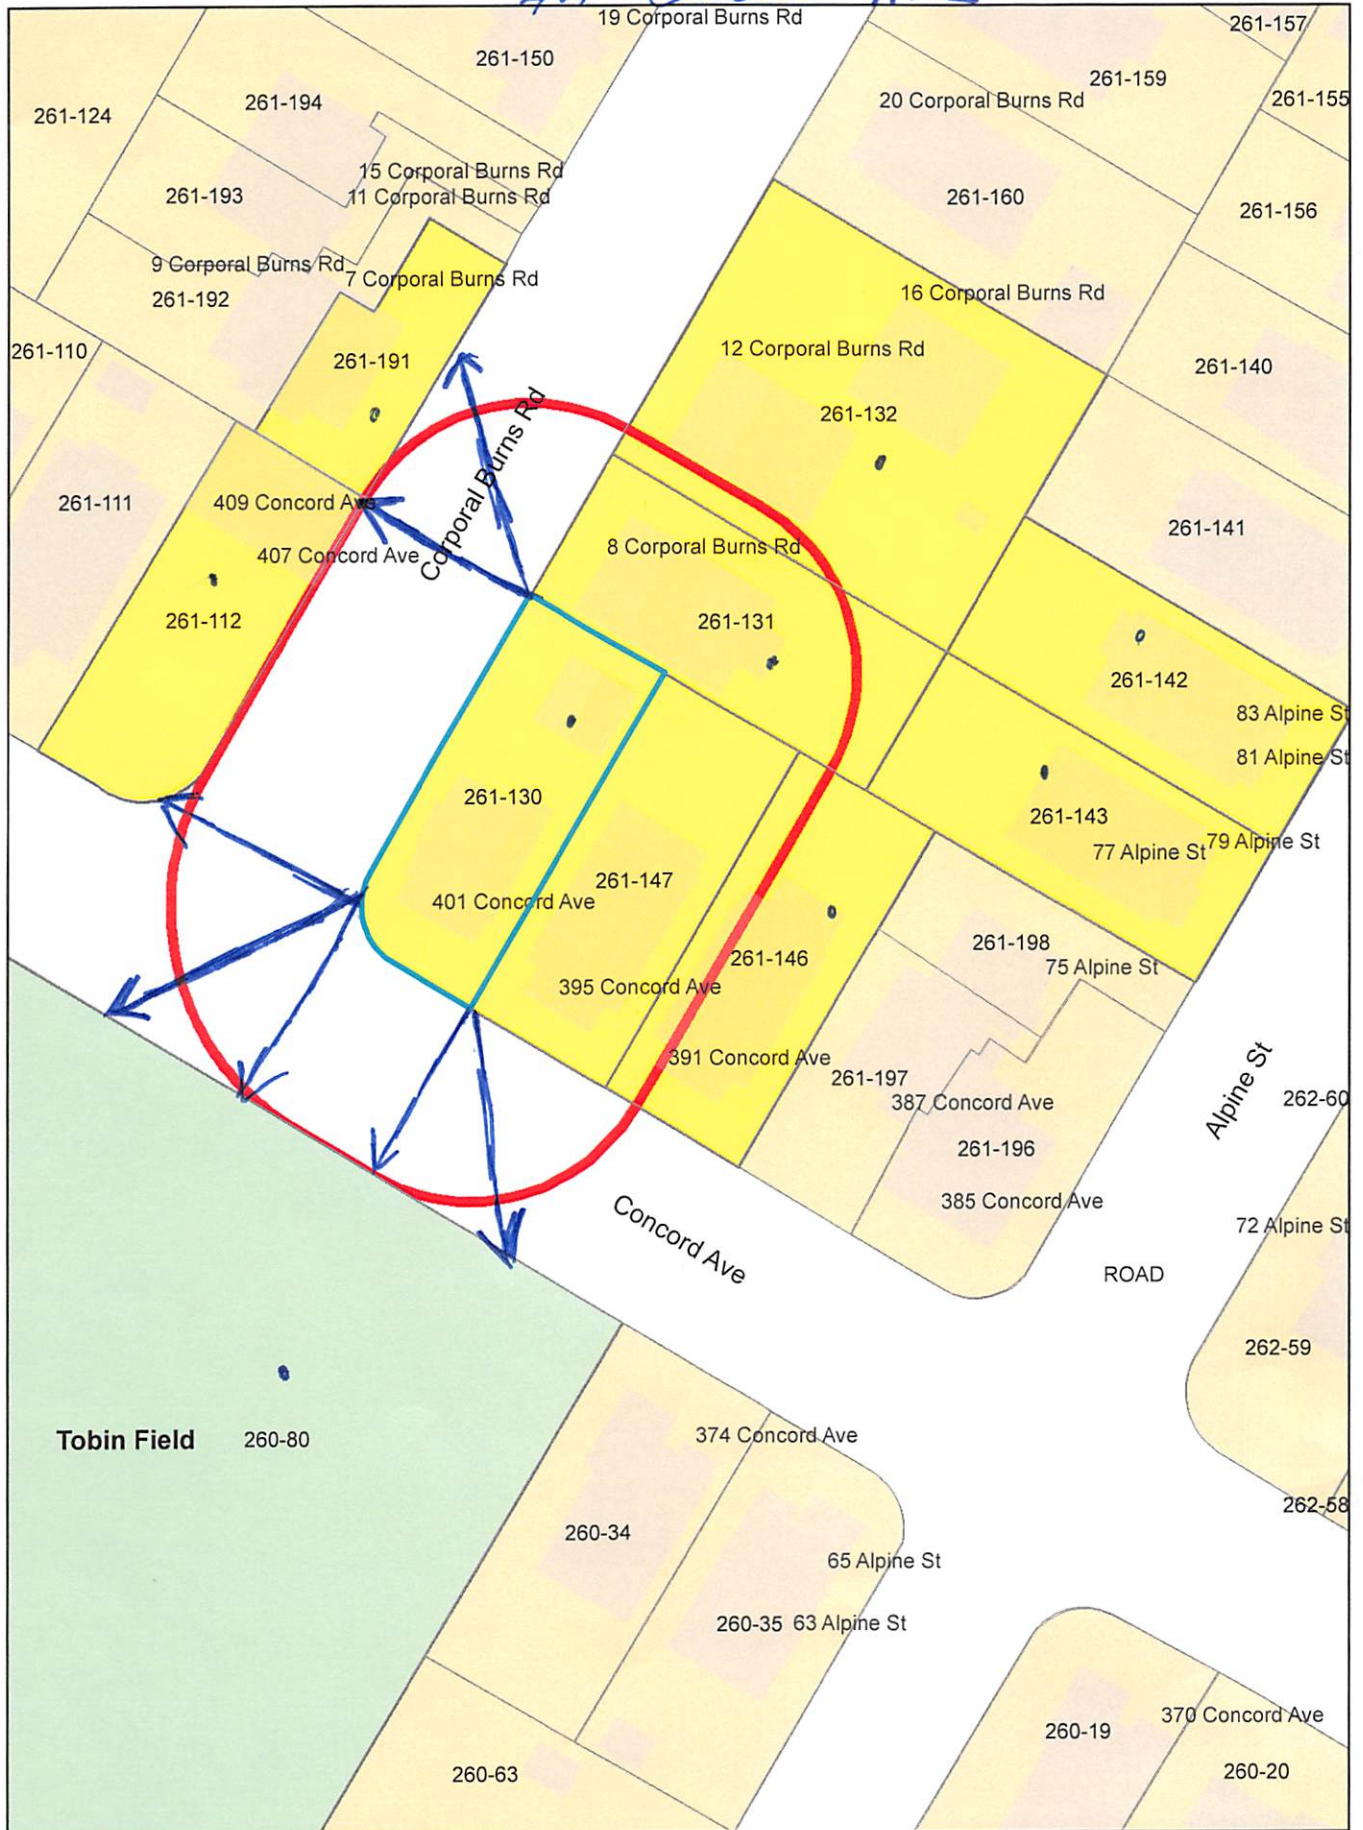 19 Corporal Burns Rd
261-157
261-150
261-159
261-194
20 Corporal Burns Rd
261-155
261-124
15 Corporal Burns Rd
261-193
11 Corporal Burns Rd
261-160
261-156
9 Corporal Burns Rd
7 Corporal Burns Rd
261-192
16 Corporal Burns Rd
261-110
261-191
12 Corporal Burns Rd
261-140
261-132
Corporal Burns Rd
261-111
409 Concord Ave
261-141
407 Concord Ave
8 Corporal Burns Rd
261-112
261-131
261-142
83 Alpine St
81 Alpine St
261-130
261-143
77 Alpine St
79 Alpine St
261-147
401 Concord Ave
261-198
261-146
75 Alpine St
395 Concord Ave
391 Concord Ave
261-197
387 Concord Ave
Alpine St
262-60
261-196
385 Concord Ave
Concord Ave
72 Alpine St
ROAD
262-59
Tobin Field
260-80
374 Concord Ave
262-58
260-34
65 Alpine St
260-35
63 Alpine St
260-19
370 Concord Ave
260-63
260-20